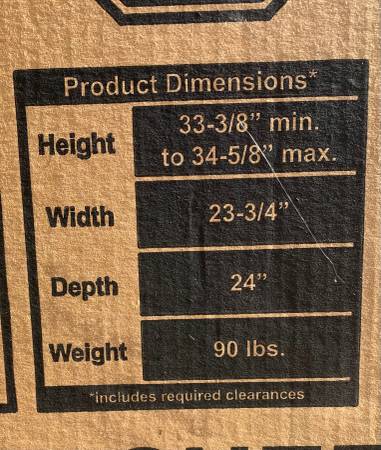 Product Dimensions*
Height
33-3/8” min.
to 34-5/8” max.
Width
23-3/4”
Depth
24”
Weight
90 lbs.
*includes required clearances